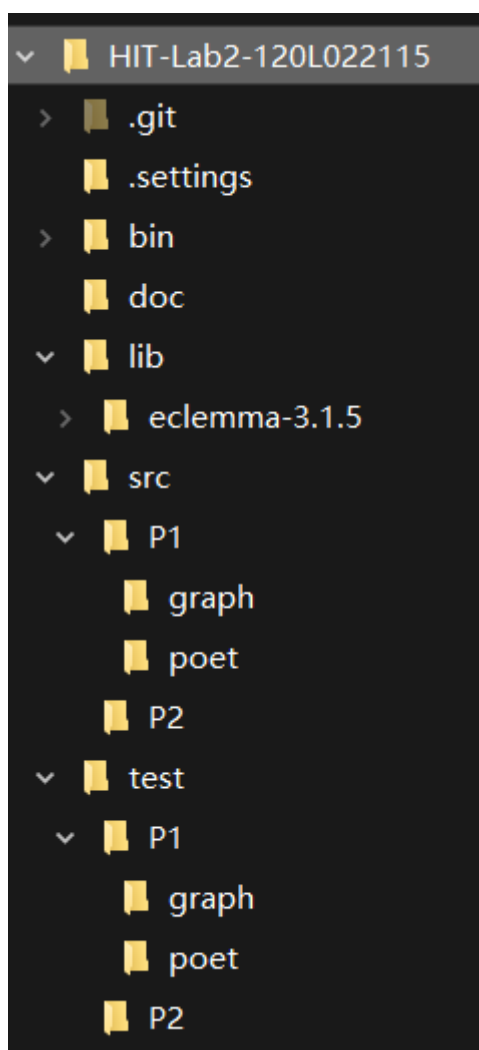 HIT-Lab2-120L022115
.git
.settings
bin
doc
lib
eclemma-3.1.5
src
P1
graph
poet
P2
test
P1
graph
poet
P2